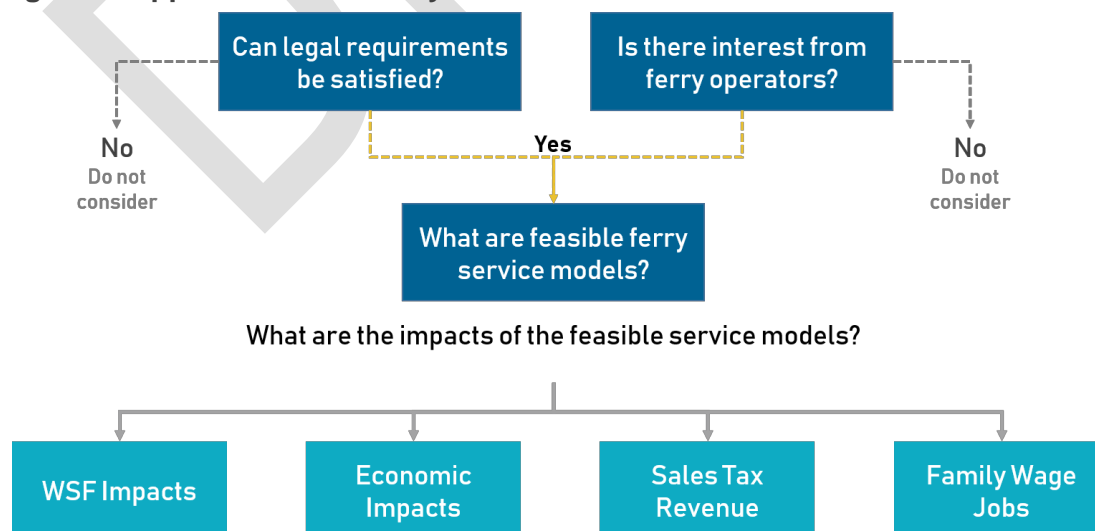 Can legal requirements
be satisfied?
Is there interest from
ferry operators?
No
Do not
consider
Yes
No
Do not
consider
What are feasible ferry
service models?
What are the impacts of the feasible service models?
WSF Impacts
Economic
Impacts
Sales Tax
Revenue
Family Wage
Jobs